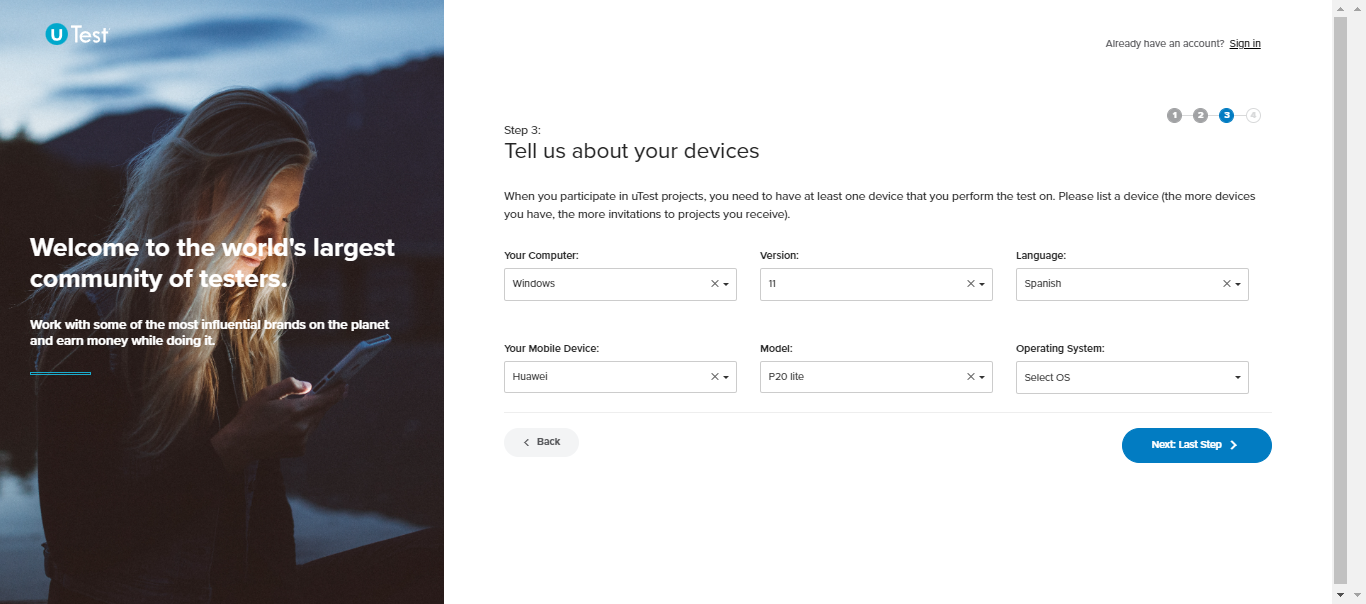 U Test
Welcome to the world's largest
community of testers.
Work with some of the most influential brands on the planet
and earn money while doing it.
Already have an account? Sign in
1 2 3 4
Step 3:
Tell us about your devices
When you participate in uTest projects, you need to have at least one device that you perform the test on. Please list a device (the more devices
you have, the more invitations to projects you receive).
Your Computer: Version: Language:
Windows 11 Spanish
Your Mobile Device: Model: Operating System:
Huawei P20 lite Select OS
Back Next: Last Step